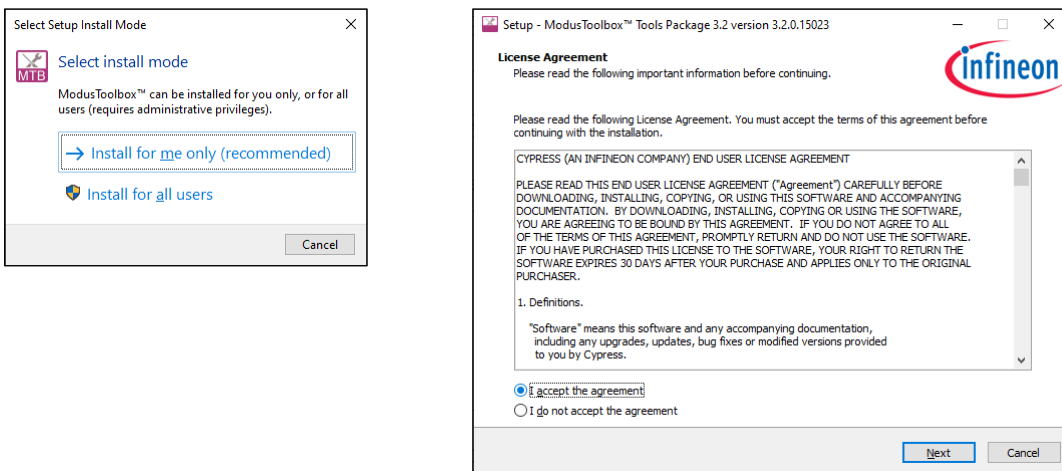 Select Setup Install Mode
MTB
Select install mode
ModusToolbox™ can be installed for you only, or for all
users (requires administrative privileges).
Install for me only (recommended)
Install for all users
Cancel
Setup - ModusToolbox™ Tools Package 3.2 version 3.2.0.15023
License Agreement
Please read the following important information before continuing.
infineon
Please read the following License Agreement. You must accept the terms of this agreement before
continuing with the installation.
CYPRESS (AN INFINEON COMPANY) END USER LICENSE AGREEMENT
PLEASE READ THIS END USER LICENSE AGREEMENT ("Agreement") CAREFULLY BEFORE
DOWNLOADING, INSTALLING, COPYING, OR USING THIS SOFTWARE AND ACCOMPANYING
DOCUMENTATION. BY DOWNLOADING, INSTALLING, COPYING OR USING THE SOFTWARE,
YOU ARE AGREEING TO BE BOUND BY THIS AGREEMENT. IF YOU DO NOT AGREE TO ALL
OF THE TERMS OF THIS AGREEMENT, PROMPTLY RETURN AND DO NOT USE THE SOFTWARE.
IF YOU HAVE PURCHASED THIS LICENSE TO THE SOFTWARE, YOUR RIGHT TO RETURN THE
SOFTWARE EXPIRES 30 DAYS AFTER YOUR PURCHASE AND APPLIES ONLY TO THE ORIGINAL
PURCHASER.
1. Definitions.
"Software" means this software and any accompanying documentation,
including any upgrades, updates, bug fixes or modified versions provided
to you by Cypress.
I accept the agreement
I do not accept the agreement
Next
Cancel